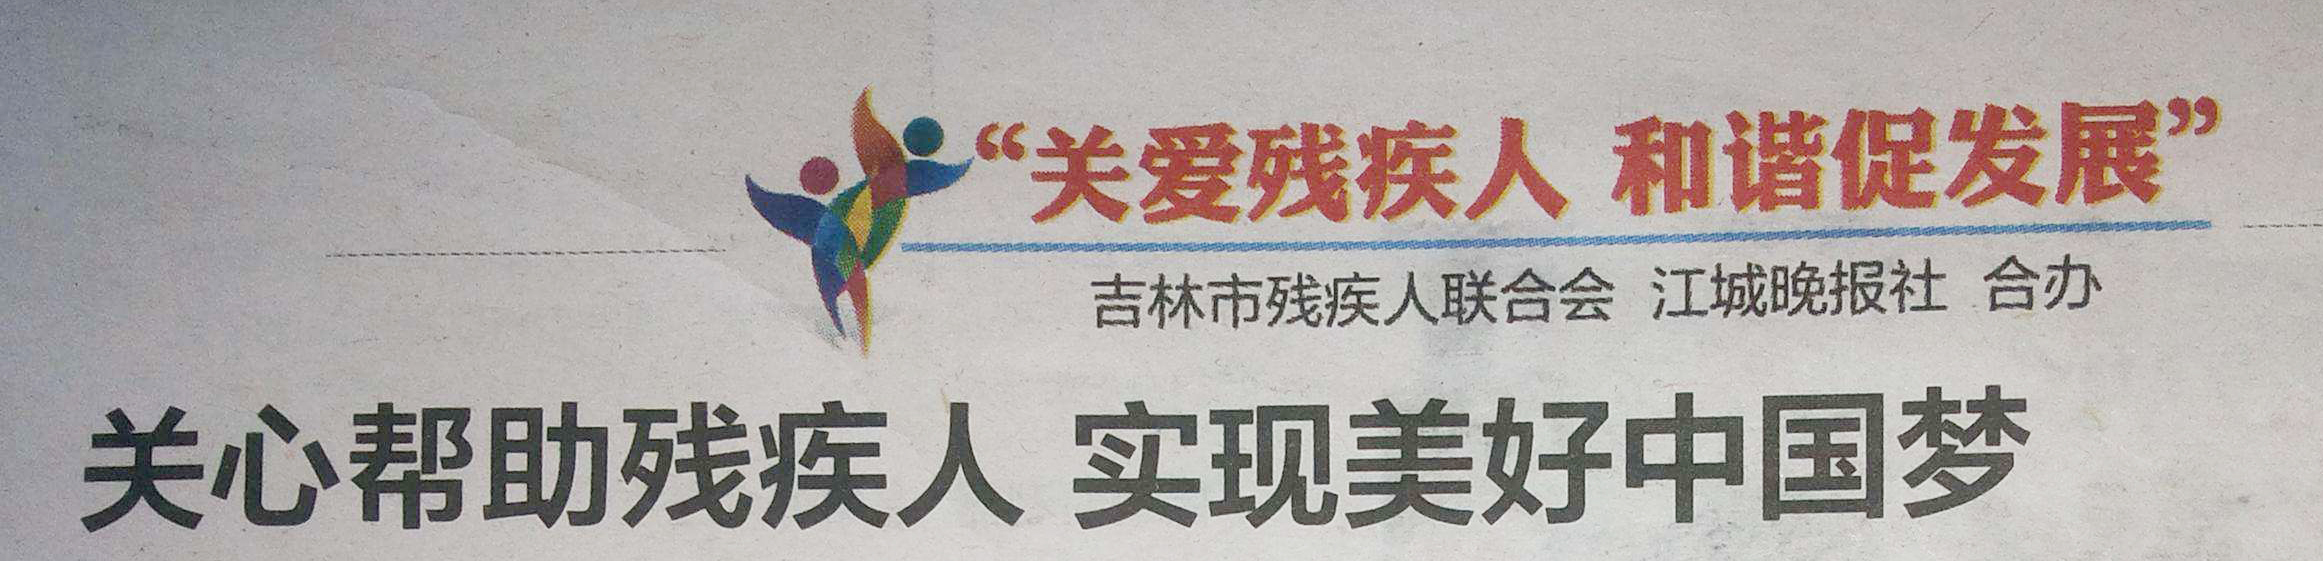 “关爱残疾人 和谐促发展”
吉林市残疾人联合会 江城晚报社 合办
关心帮助残疾人 实现美好中国梦